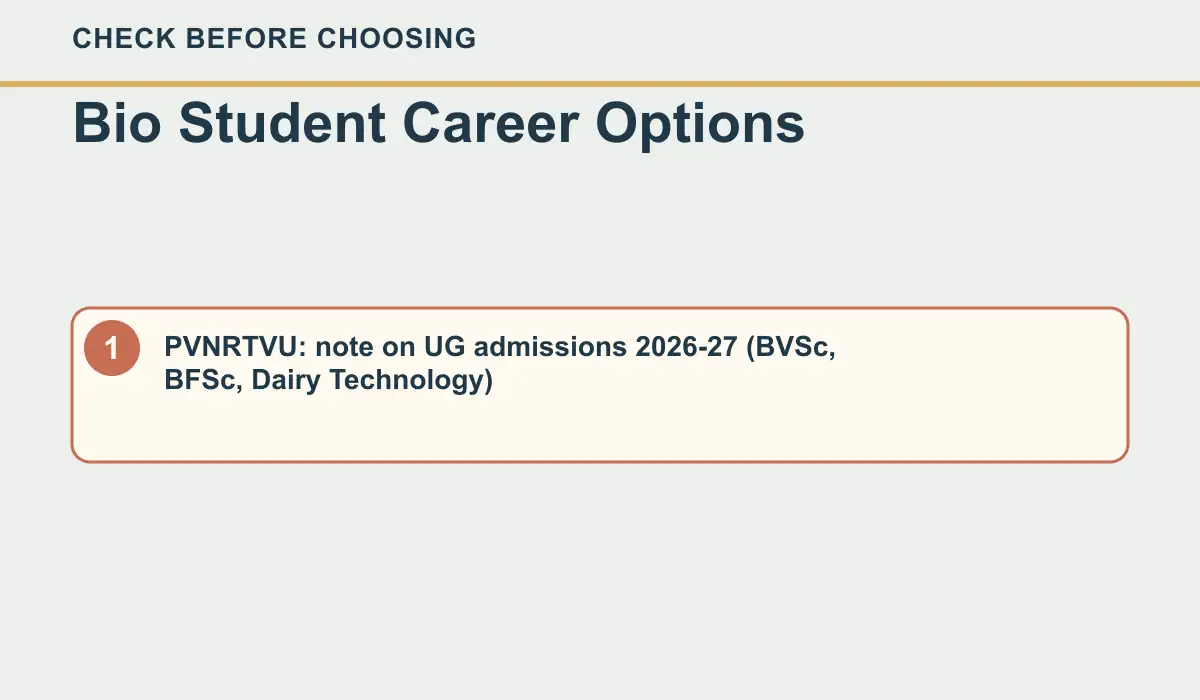 CHECK BEFORE CHOOSING
Bio Student Career Options
1
PVNRTVU: note on UG admissions 2026-27 (BVSc,
BFSc, Dairy Technology)